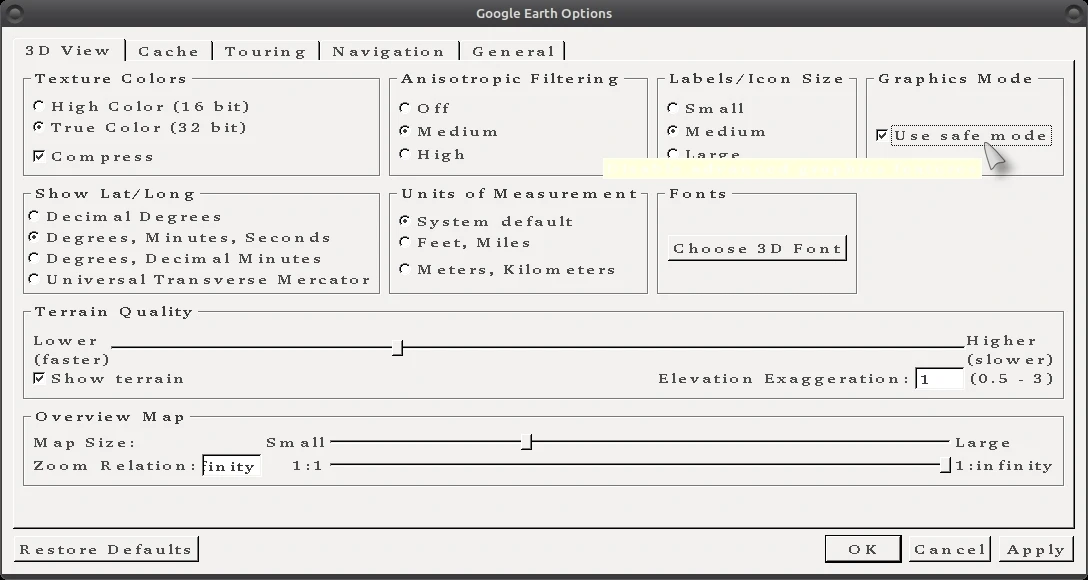 Google Earth Options
3D View Cache Touring Navigation General
Texture Colors
High Color (16 bit)
True Color (32 bit)
Compress
Anisotropic Filtering
Off
Medium
High
Labels/Icon Size
Small
Medium
Large
Graphics Mode
Use safe mode
Show Lat/Long
Decimal Degrees
Degrees, Minutes, Seconds
Degrees, Decimal Minutes
Universal Transverse Mercator
Units of Measurement
System default
Feet, Miles
Meters, Kilometers
Fonts
Choose 3D Font
Terrain Quality
Lower
(faster)
Higher
(slower)
Show terrain
Elevation Exaggeration: 1 (0.5 - 3)
Overview Map
Map Size: Small Large
Zoom Relation: finity 1:1 1:infinity
Restore Defaults OK Cancel Apply